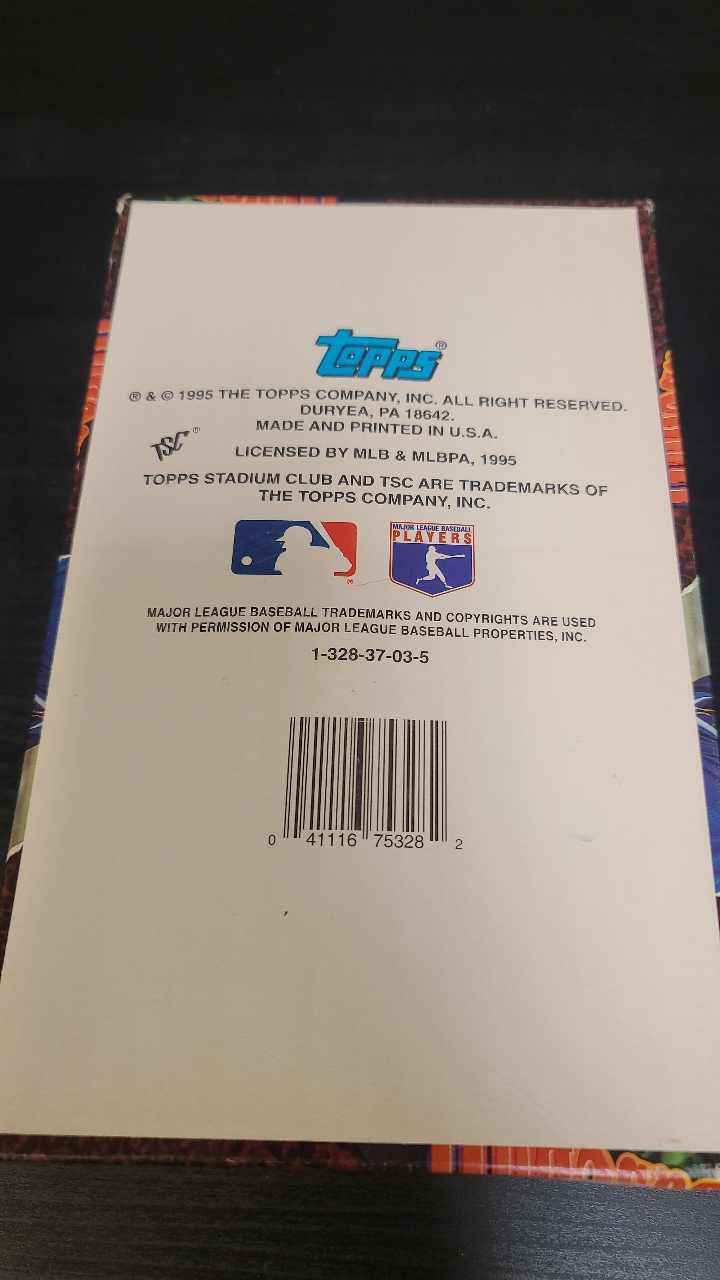 topps®
® & © 1995 THE TOPPS COMPANY, INC. ALL RIGHT RESERVED.
DURYEA, PA 18642.
MADE AND PRINTED IN U.S.A.
TSC®
LICENSED BY MLB & MLBPA, 1995
TOPPS STADIUM CLUB AND TSC ARE TRADEMARKS OF
THE TOPPS COMPANY, INC.
MAJOR LEAGUE BASEBALL
PLAYERS
MAJOR LEAGUE BASEBALL TRADEMARKS AND COPYRIGHTS ARE USED
WITH PERMISSION OF MAJOR LEAGUE BASEBALL PROPERTIES, INC.
1-328-37-03-5
0 41116 75328 2